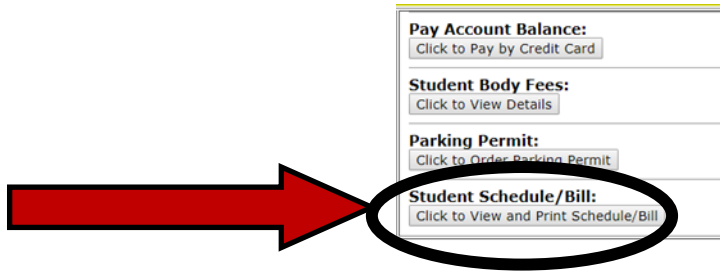 Pay Account Balance:
Click to Pay by Credit Card
Student Body Fees:
Click to View Details
Parking Permit:
Click to Order Parking Permit
Student Schedule/Bill:
Click to View and Print Schedule/Bill